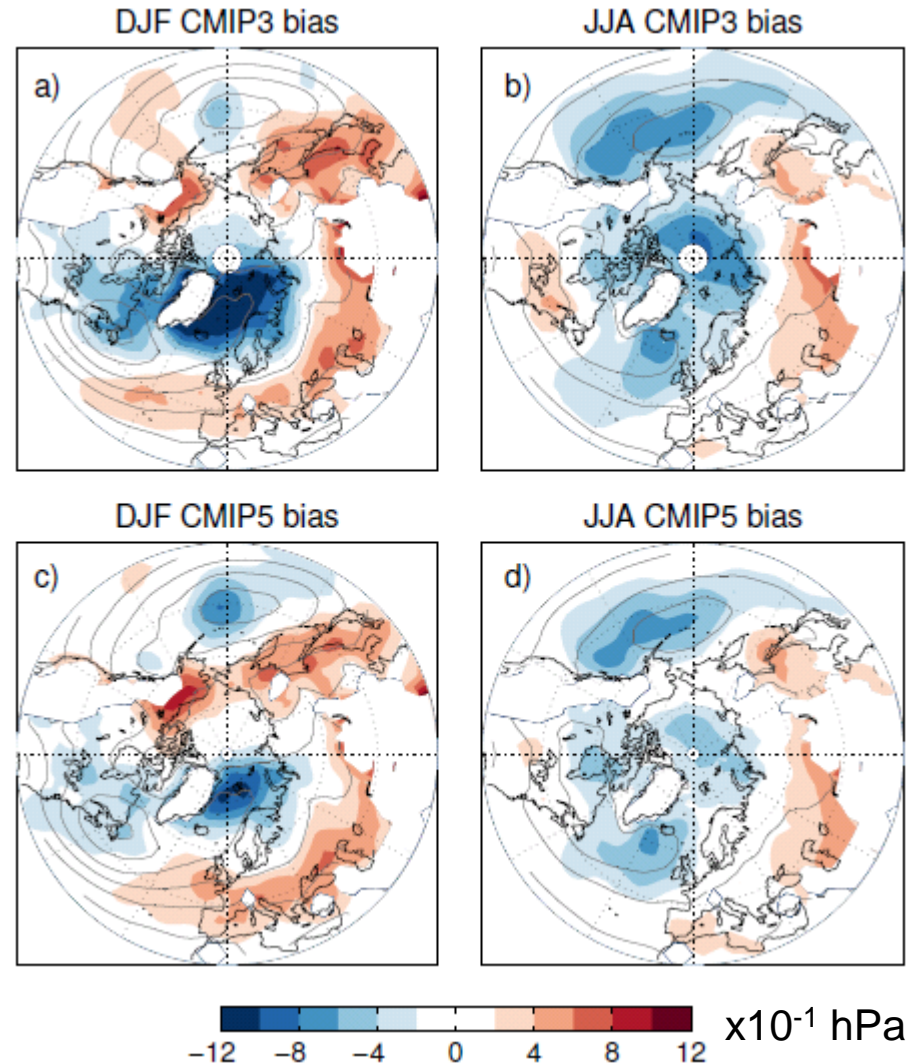 DJF CMIP3 bias
JJA CMIP3 bias
a)
b)
DJF CMIP5 bias
JJA CMIP5 bias
c)
d)
−12 −8 −4 0 4 8 12 x10⁻¹ hPa